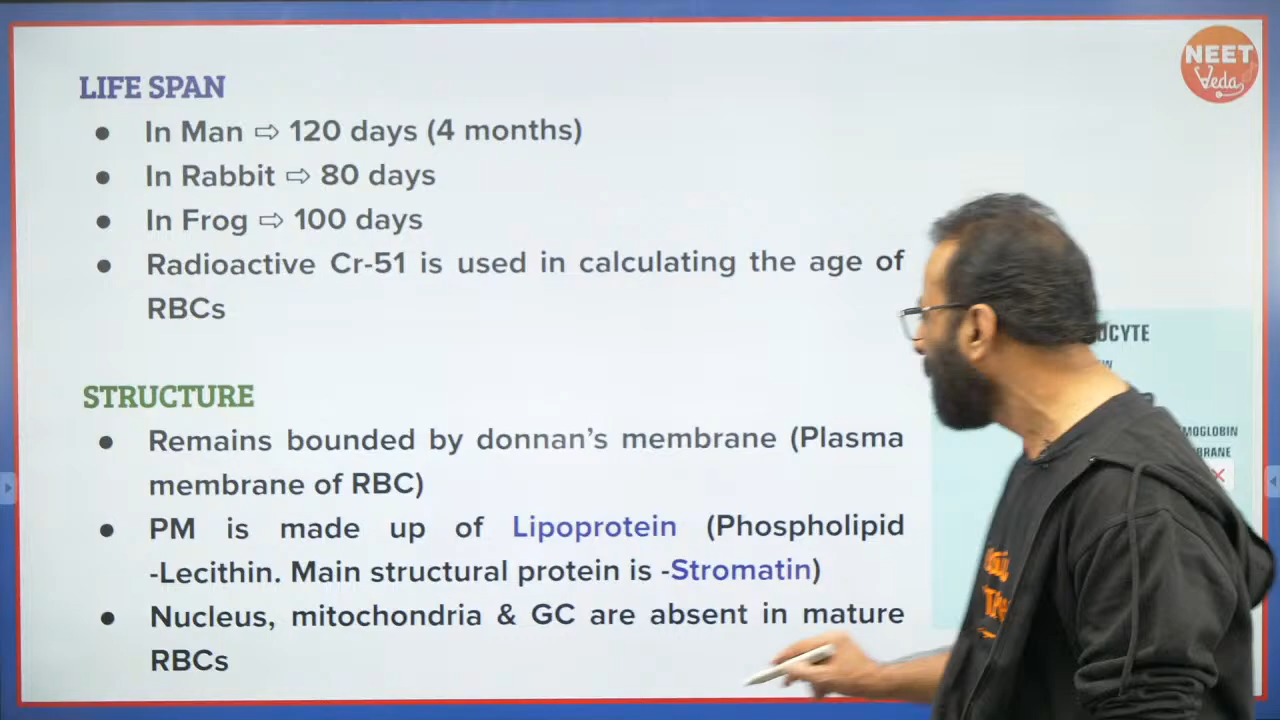 NEET
Veda
LIFE SPAN
● In Man ⇨ 120 days (4 months)
● In Rabbit ⇨ 80 days
● In Frog ⇨ 100 days
● Radioactive Cr-51 is used in calculating the age of
RBCs
STRUCTURE
● Remains bounded by donnan's membrane (Plasma
membrane of RBC)
● PM is made up of Lipoprotein (Phospholipid
-Lecithin. Main structural protein is -Stromatin)
● Nucleus, mitochondria & GC are absent in mature
RBCs